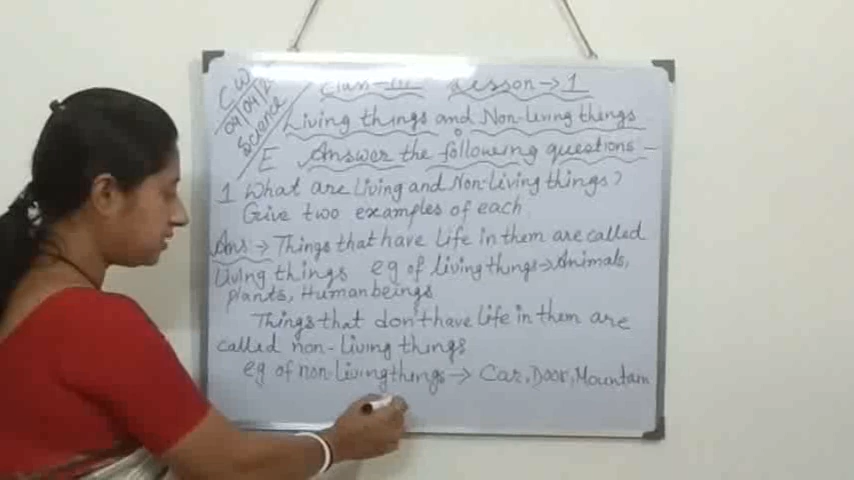 CW
09/04/2
Science
Class-III Lesson→1
Living things and Non-Living things
E Answer the following questions-
1 What are Living and Non-Living things?
Give two examples of each
Ans:→ Things that have life in them are called
Living things eg of living things→Animals,
plants, Human beings
Things that don't have life in them are
called non-living things
eg of non-living things → Car, Door, Mountain